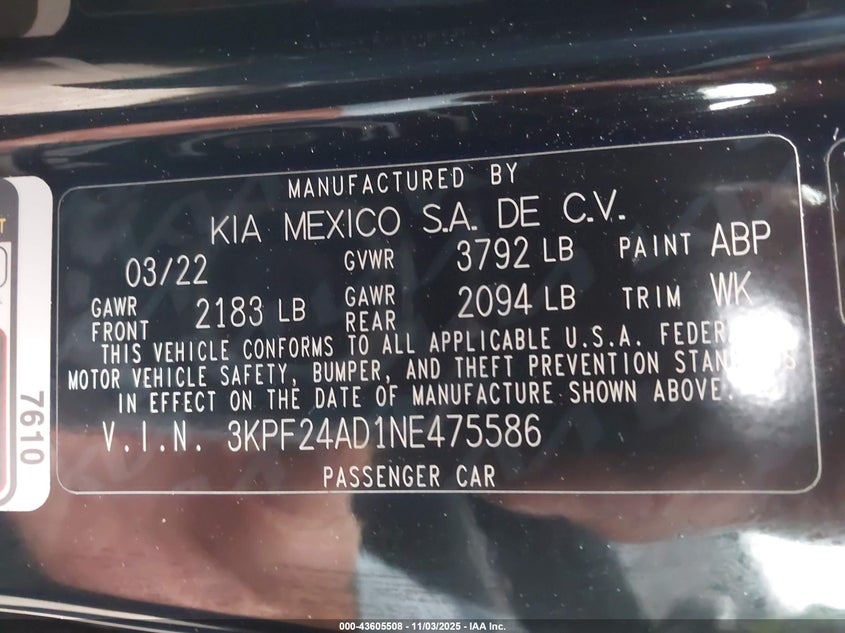 MANUFACTURED BY
KIA MEXICO S.A. DE C.V.
03/22 GVWR 3792 LB PAINT ABP
GAWR FRONT 2183 LB GAWR REAR 2094 LB TRIM WK
THIS VEHICLE CONFORMS TO ALL APPLICABLE U.S.A.
MOTOR VEHICLE SAFETY, BUMPER, AND THEFT PREVENTION
IN EFFECT ON THE DATE OF MANUFACTURE SHOWN ABOVE.
V.I.N. 3KPF24AD1NE475586
PASSENGER CAR
7610
000-43605508 - 11/03/2025 - IAA Inc.